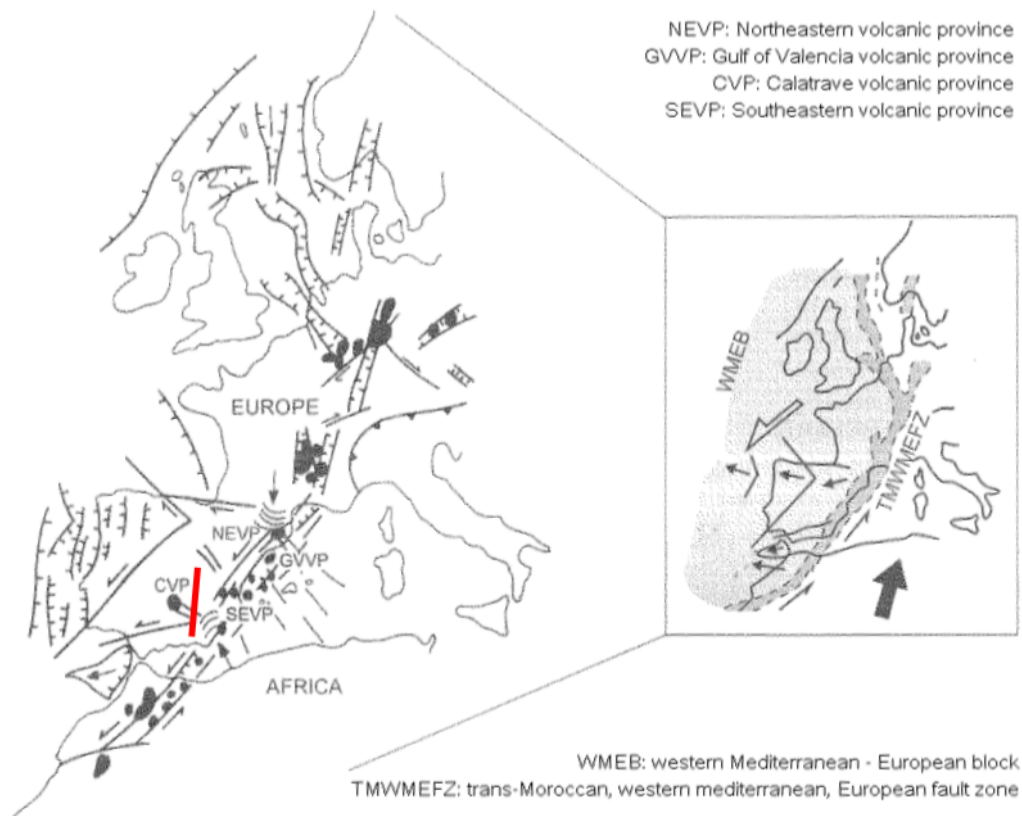 NEVP: Northeastern volcanic province
GVVP: Gulf of Valencia volcanic province
CVP: Calatrave volcanic province
SEVP: Southeastern volcanic province
EUROPE
NEVP
GVVP
CVP
SEVP
AFRICA
WMEB
TMWMEFZ
WMEB: western Mediterranean - European block
TMWMEFZ: trans-Moroccan, western mediterranean, European fault zone